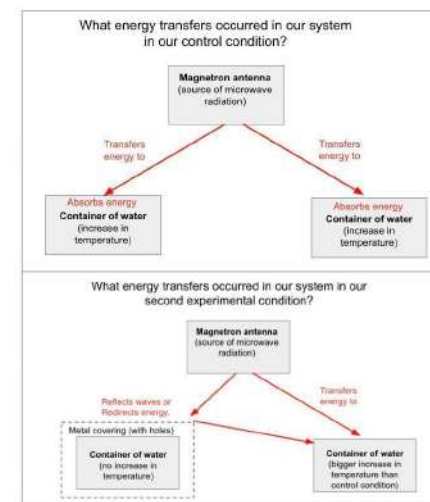 What energy transfers occurred in our system
in our control condition?
Magnetron antenna
(source of microwave
radiation)
Transfers
energy to
Transfers
energy to
Absorbs energy
Container of water
(increase in
temperature)
Absorbs energy
Container of water
(increase in
temperature)
What energy transfers occurred in our system in our
second experimental condition?
Magnetron antenna
(source of microwave
radiation)
Reflects waves or
Redirects energy.
Transfers
energy to
Metal covering (with holes)
Container of water
(no increase in
temperature)
Container of water
(bigger increase in
temperature than
control condition)